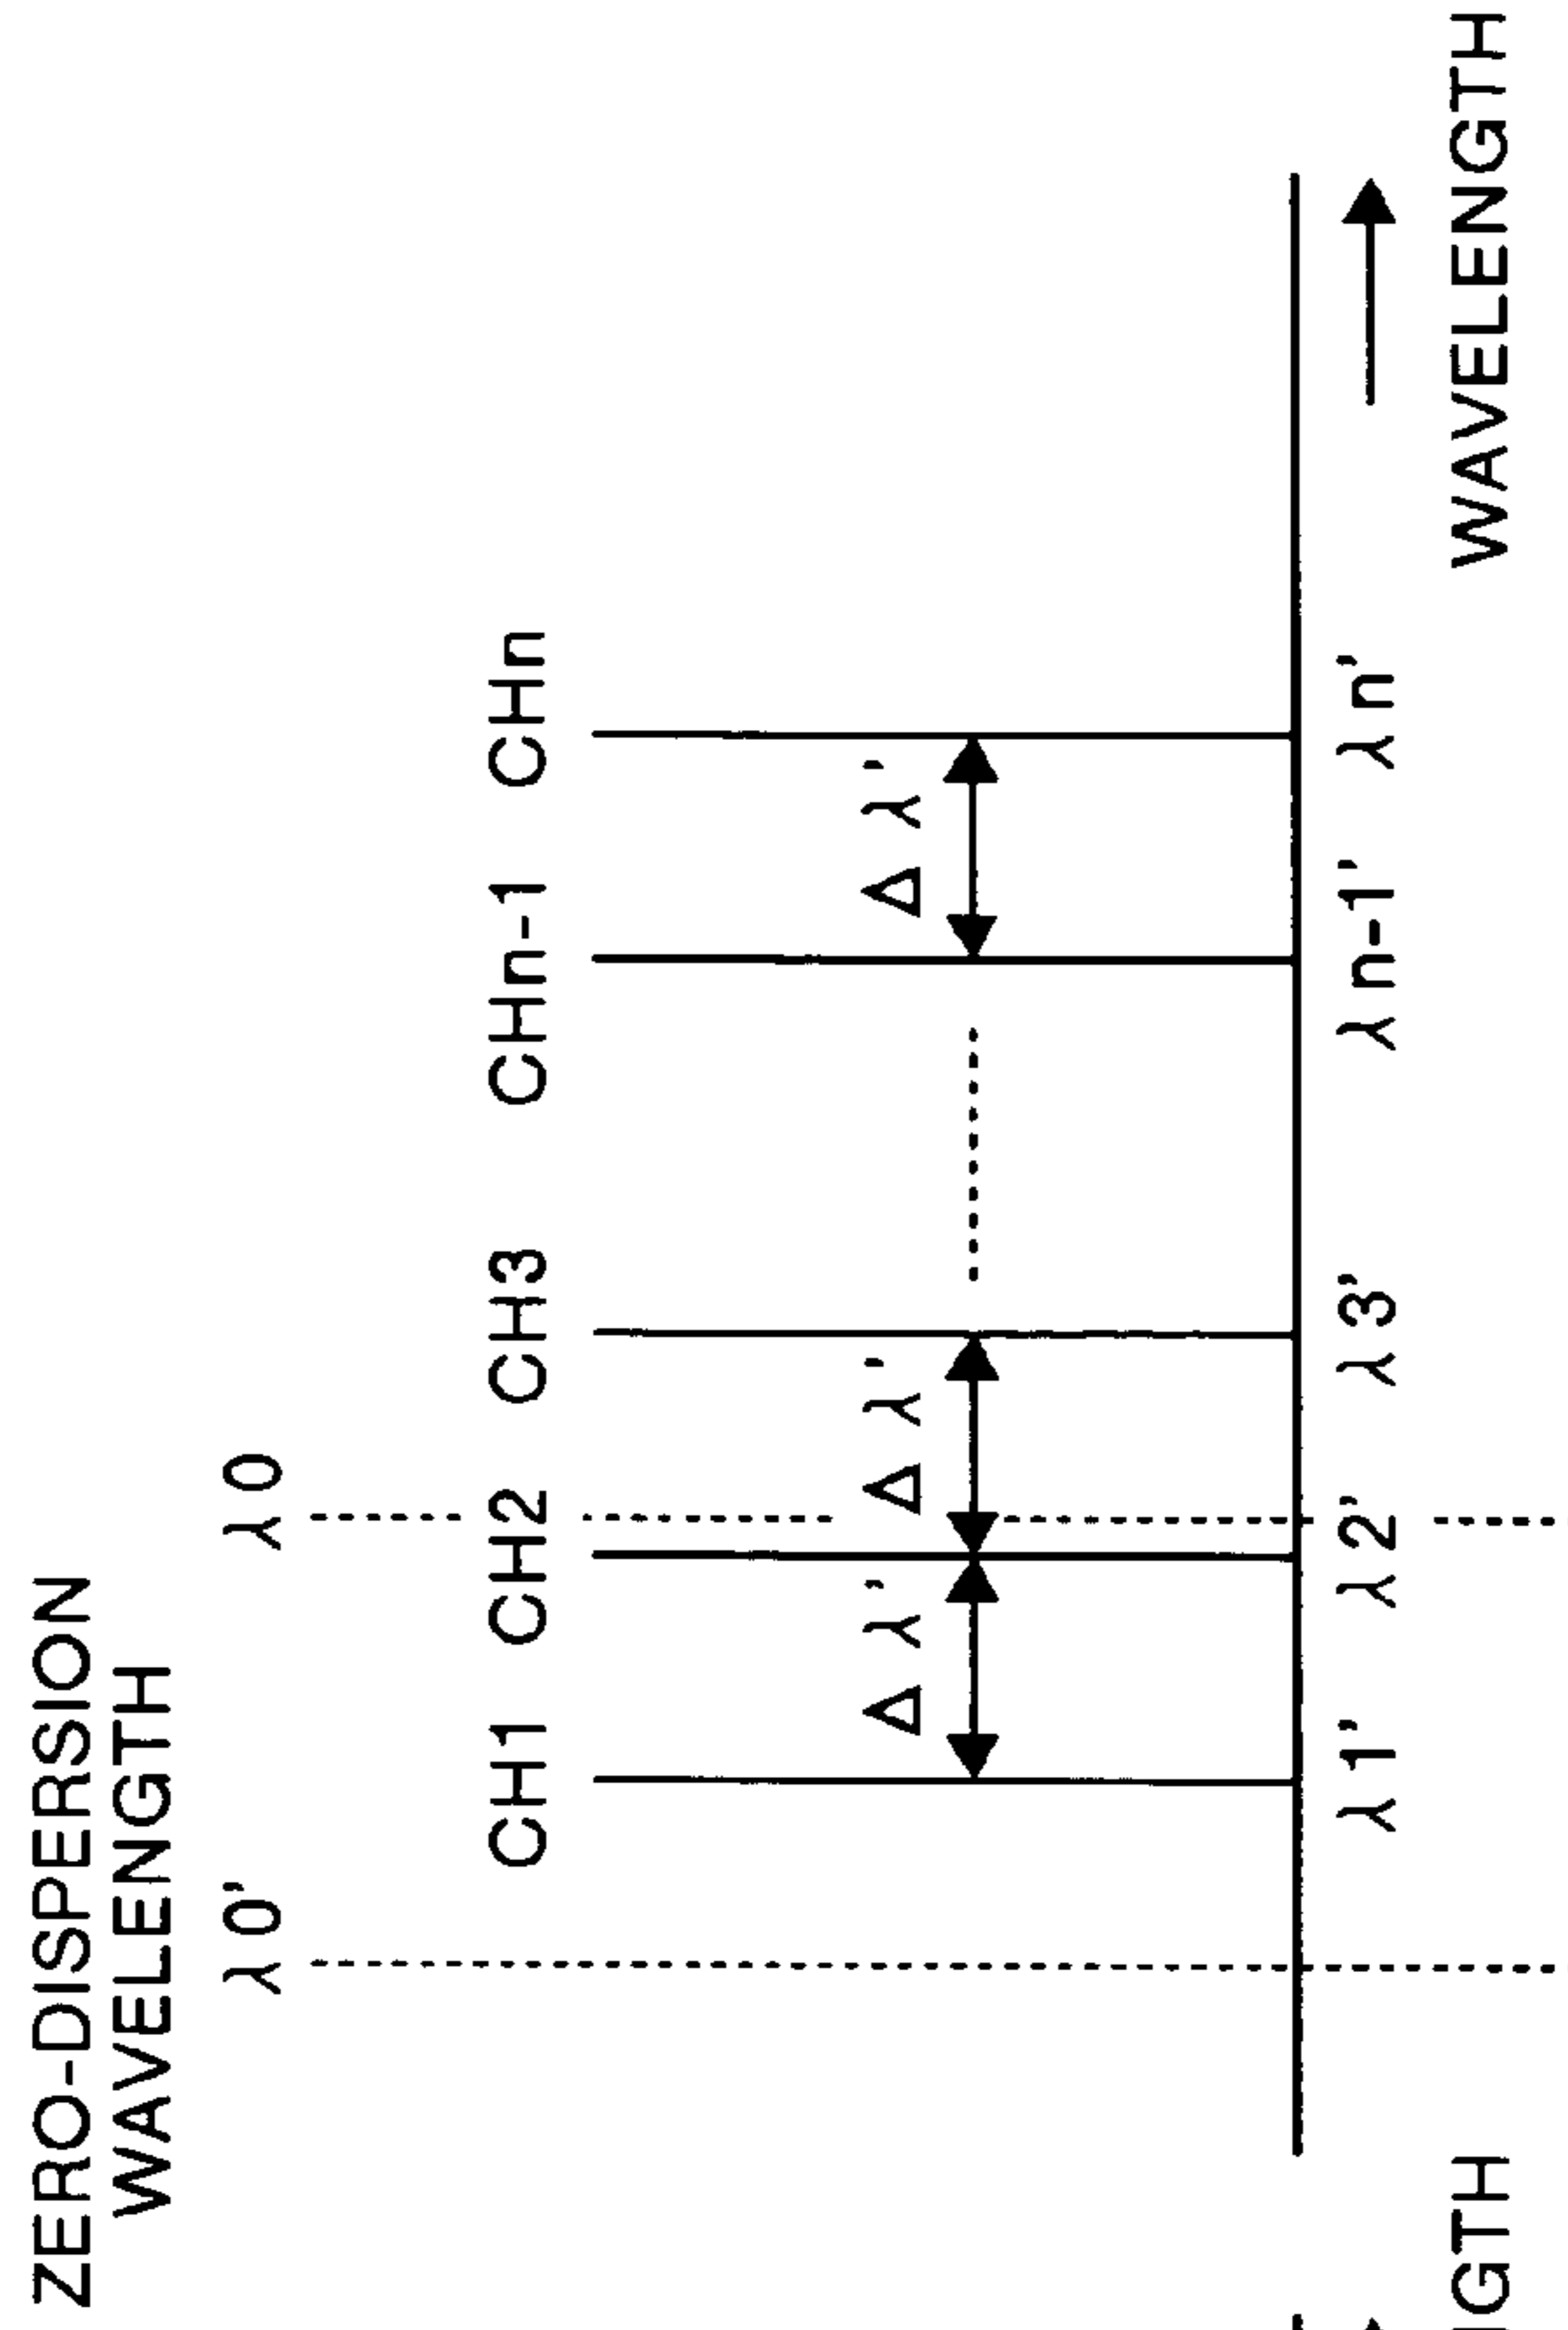 ZERO-DISPERSION
WAVELENGTH
λ0' λ0
CH1 CH2 CH3 CHn-1 CHn
Δλ' Δλ' Δλ'
λ1' λ2' λ3' λn-1' λn'
WAVELENGTH